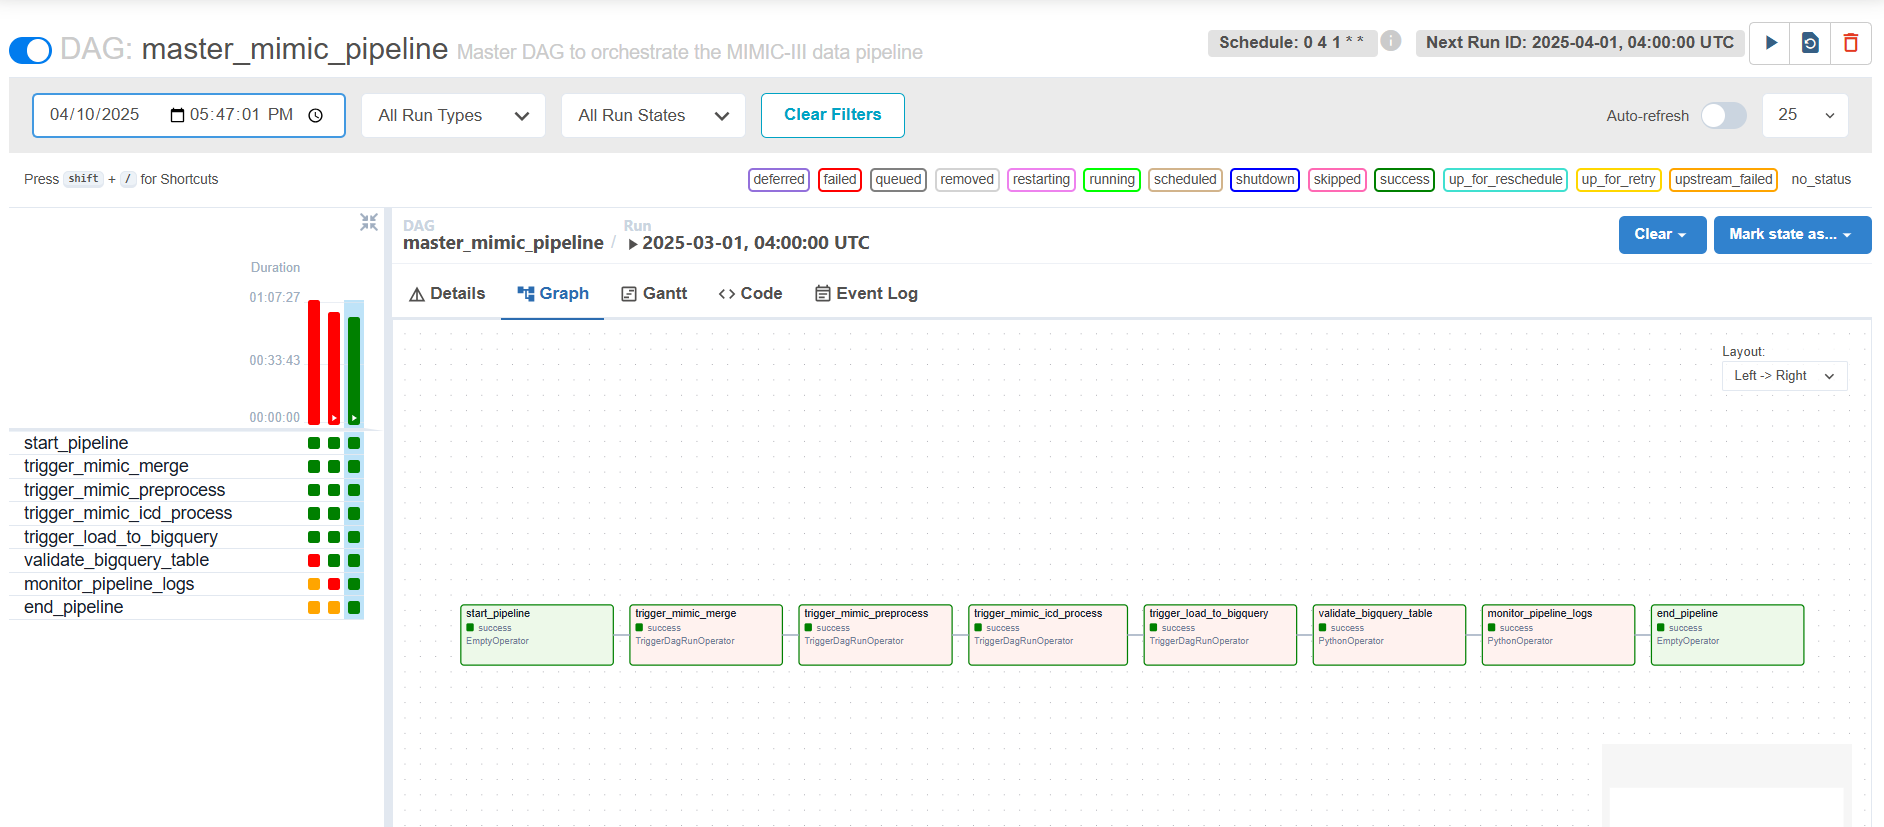 DAG: master_mimic_pipeline Master DAG to orchestrate the MIMIC-III data pipeline
Schedule: 0 4 1 * *
Next Run ID: 2025-04-01, 04:00:00 UTC
04/10/2025 05:47:01 PM
All Run Types
All Run States
Clear Filters
Auto-refresh
25
Press shift + / for Shortcuts
deferred failed queued removed restarting running scheduled shutdown skipped success up_for_reschedule up_for_retry upstream_failed no_status
DAG
master_mimic_pipeline
/
Run
2025-03-01, 04:00:00 UTC
Clear
Mark state as...
Details
Graph
Gantt
Code
Event Log
Duration
01:07:27
00:33:43
00:00:00
start_pipeline
trigger_mimic_merge
trigger_mimic_preprocess
trigger_mimic_icd_process
trigger_load_to_bigquery
validate_bigquery_table
monitor_pipeline_logs
end_pipeline
Layout:
Left -> Right
start_pipeline
success
EmptyOperator
trigger_mimic_merge
success
TriggerDagRunOperator
trigger_mimic_preprocess
success
TriggerDagRunOperator
trigger_mimic_icd_process
success
TriggerDagRunOperator
trigger_load_to_bigquery
success
TriggerDagRunOperator
validate_bigquery_table
success
PythonOperator
monitor_pipeline_logs
success
PythonOperator
end_pipeline
success
EmptyOperator